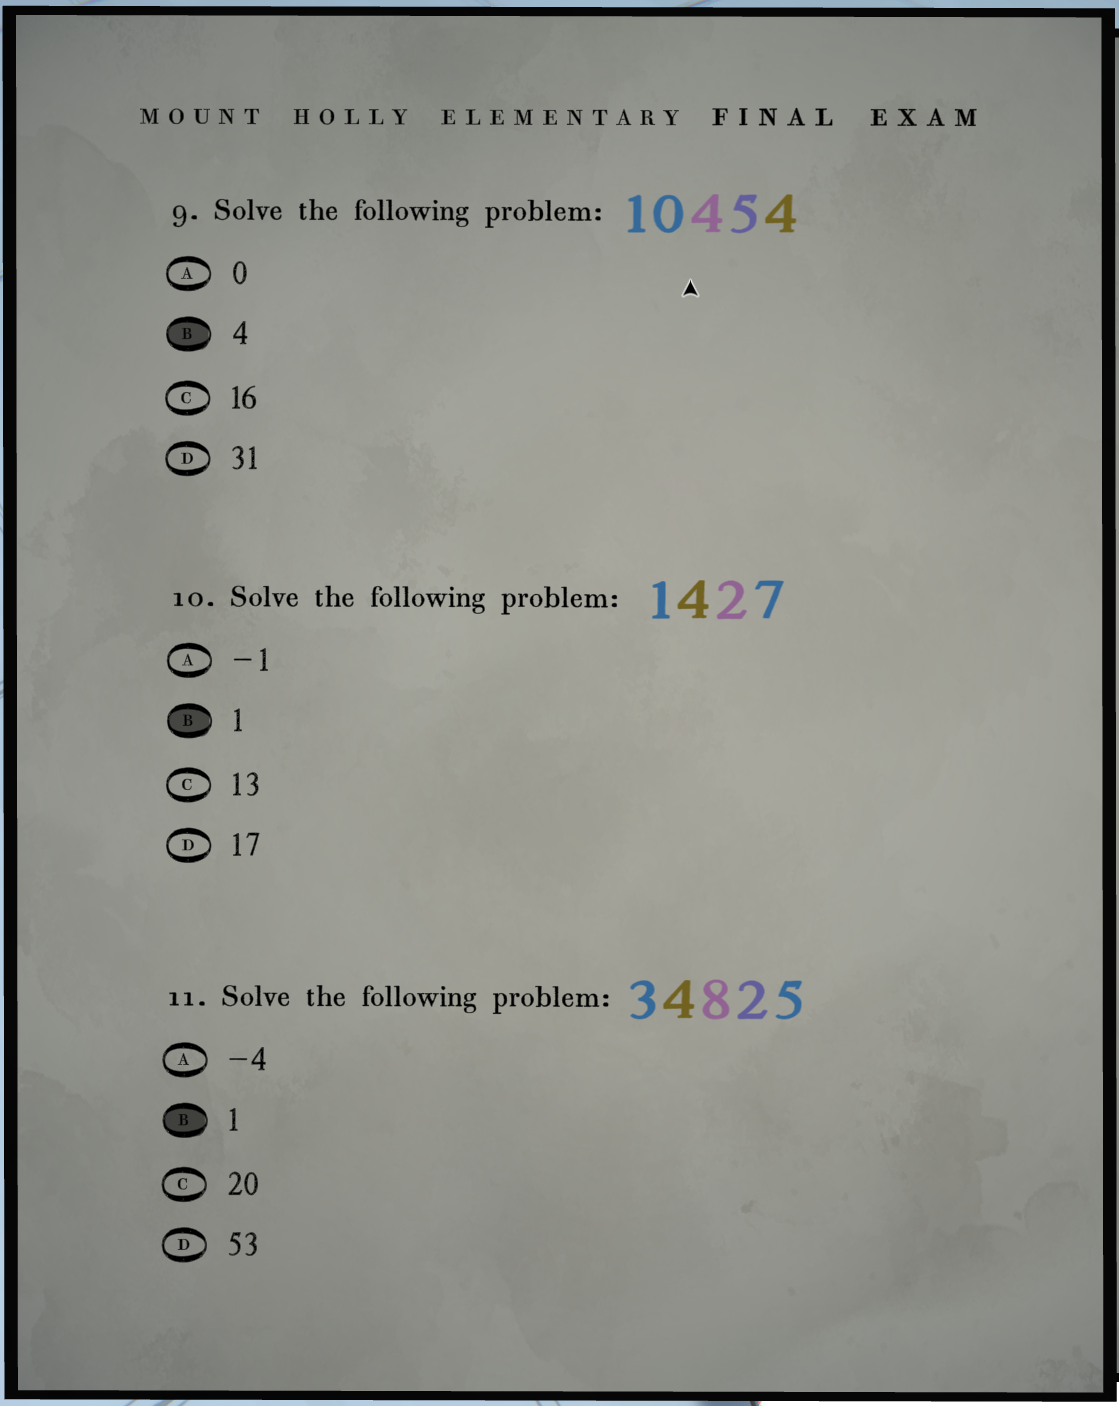 MOUNT HOLLY ELEMENTARY FINAL EXAM
9. Solve the following problem: 10454
A 0
B 4
C 16
D 31
10. Solve the following problem: 1427
A −1
B 1
C 13
D 17
11. Solve the following problem: 34825
A −4
B 1
C 20
D 53